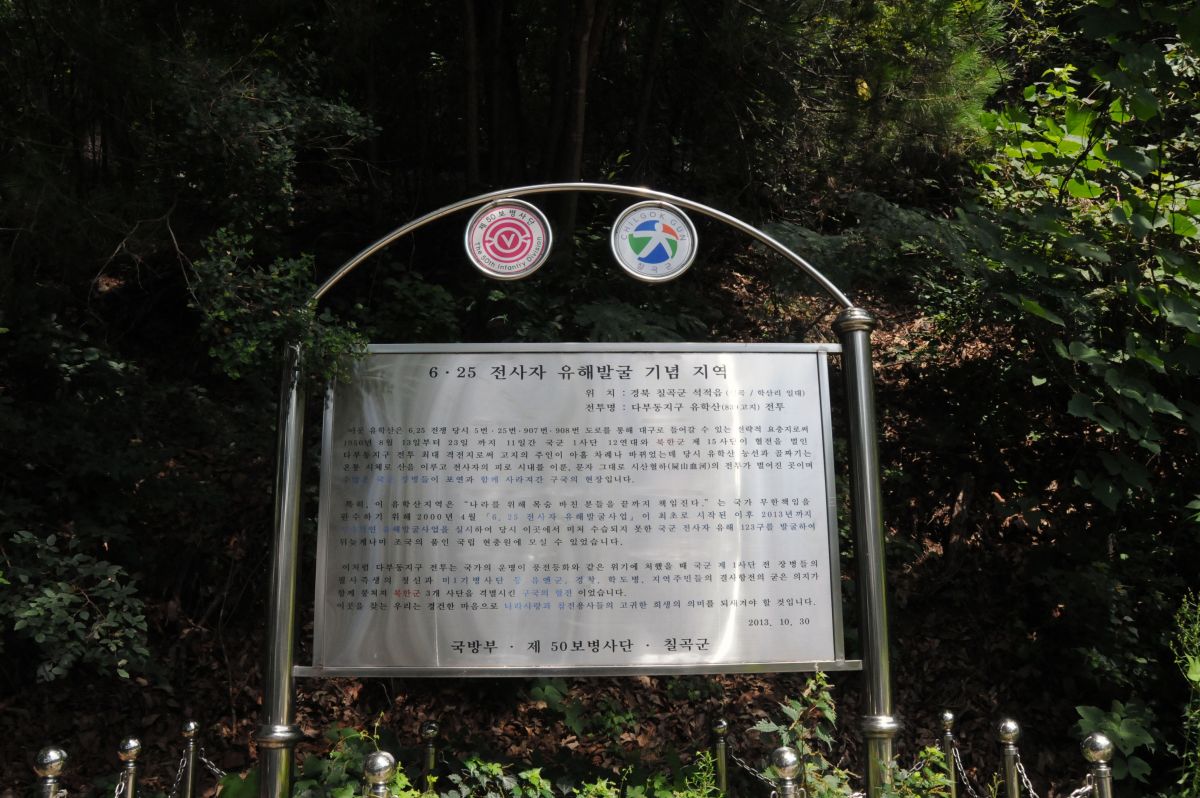 제50보병사단
The 50th Infantry Division
CHILGOK GUN
칠곡군
6·25 전사자 유해발굴 기념 지역
위 치 : 경북 칠곡군 석적읍 ( / 학산리 일대)
전투명 : 다부동지구 유학산(839고지) 전투
이곳 유학산은 6.25 전쟁 당시 5번·25번·907번·908번 도로를 통해 대구로 들어갈 수 있는 전략적 요충지로써
1950년 8월 13일부터 23일 까지 11일간 국군 1사단 12연대와 북한군 제 15사단이 혈전을 벌인
다부동지구 전투 최대 격전지로써 고지의 주인이 아홉 차례나 바뀌었는데 당시 유학산 능선과 골짜기는
온통 시체로 산을 이루고 전사자의 피로 시내를 이룬, 문자 그대로 시산혈하(屍山血河)의 전투가 벌어진 곳이며
수많은 국군 장병들이 포연과 함께 사라져간 구국의 현장입니다.
특히, 이 유학산지역은 “나라를 위해 목숨 바친 분들을 끝까지 책임진다.”는 국가 무한책임을
완수하기 위해 2000년 4월 「6.25 전사자 유해발굴사업」이 최초로 시작된 이후 2013년까지
유해발굴사업을 실시하여 당시 이곳에서 미처 수습되지 못한 국군 전사자 유해 123구를 발굴하여
뒤늦게나마 조국의 품인 국립 현충원에 모실 수 있었습니다.
이처럼 다부동지구 전투는 국가의 운명이 풍전등화와 같은 위기에 처했을 때 국군 제 1사단 전 장병들의
필사즉생의 정신과 미1기병사단 등 유엔군, 경찰, 학도병, 지역주민들의 결사항전의 굳은 의지가
함께 뭉쳐져 북한군 3개 사단을 격멸시킨 구국의 혈전 이었습니다.
이곳을 찾는 우리는 경건한 마음으로 나라사랑과 참전용사들의 고귀한 희생의 의미를 되새겨야 할 것입니다.
2013. 10. 30
국방부 · 제 50보병사단 · 칠곡군